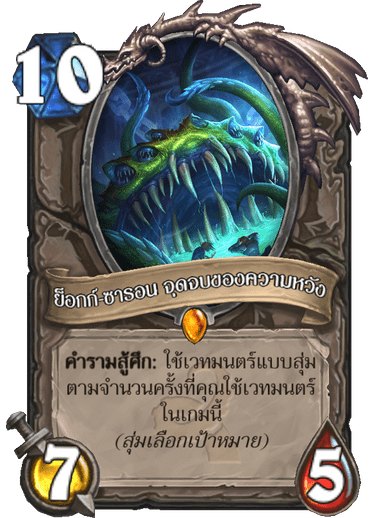 10
ย็อกก์-ซารอน จุดจบของความหวัง
คำรามสู้ศึก: ใช้เวทมนตร์แบบสุ่ม
ตามจำนวนครั้งที่คุณใช้เวทมนตร์
ในเกมนี้
(สุ่มเลือกเป้าหมาย)
7
5